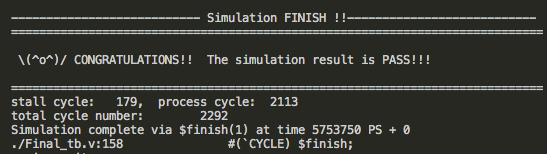 --------------------------- Simulation FINISH !!---------------------------
===========================================================================
\(^o^)/ CONGRATULATIONS!!  The simulation result is PASS!!!
===========================================================================
stall cycle:   179,  process cycle:  2113
total cycle number:        2292
Simulation complete via $finish(1) at time 5753750 PS + 0
./Final_tb.v:158               #(`CYCLE) $finish;